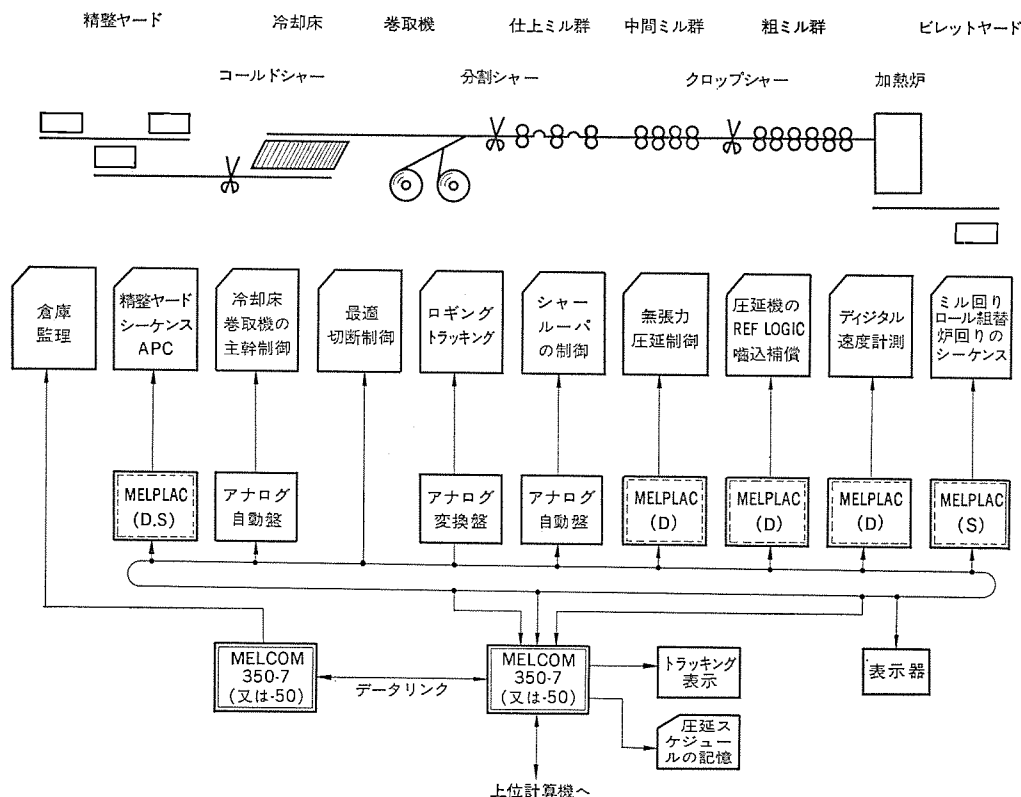 精整ヤード
冷却床
巻取機
仕上ミル群
中間ミル群
粗ミル群
ビレットヤード
コールドシャー
分割シャー
クロップシャー
加熱炉
倉庫
監理
精整ヤード
シーケンス
APC
冷却床
巻取機の
主幹制御
最適
切断制御
ロギング
トラッキング
シャー
ルーパ
の制御
無張力
圧延制御
圧延機の
REF LOGIC
嚙込補償
ディジタル
速度計測
ミル回り
ロール組替
炉回りの
シーケンス
MELPLAC
(D,S)
アナログ
自動盤
アナログ
変換盤
アナログ
自動盤
MELPLAC
(D)
MELPLAC
(D)
MELPLAC
(D)
MELPLAC
(S)
MELCOM
350-7
(又は-50)
データリンク
MELCOM
350-7
(又は-50)
トラッキング
表示
表示器
圧延ス
ケジュー
ルの記憶
上位計算機へ